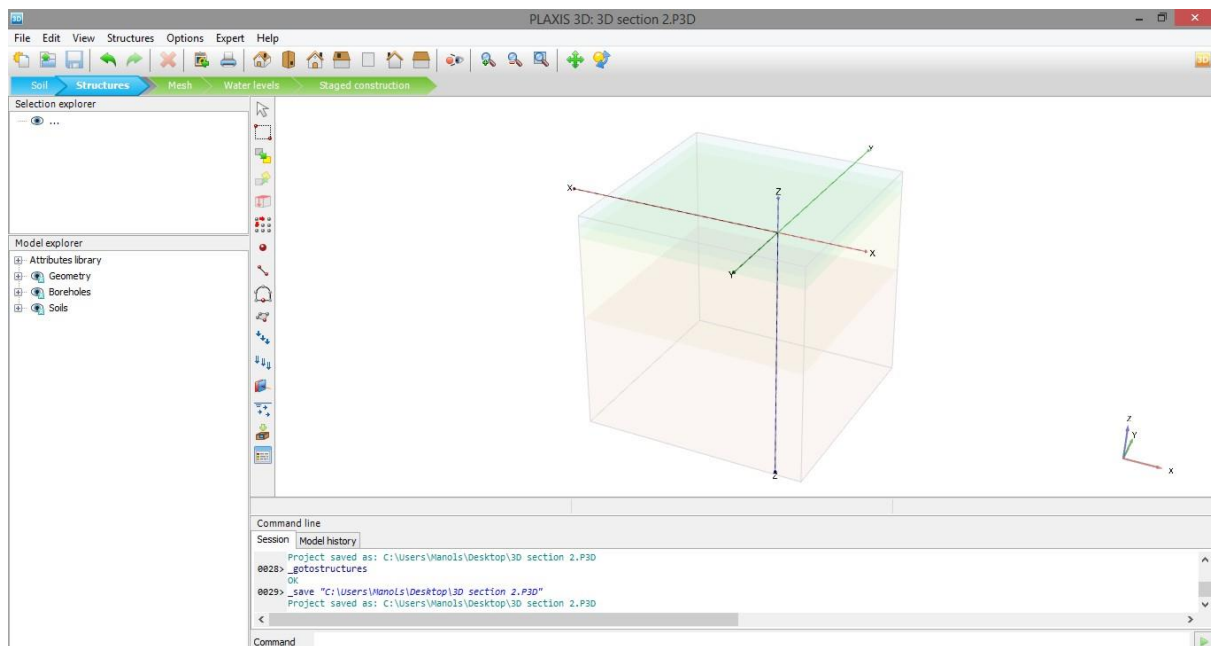 3D
PLAXIS 3D: 3D section 2.P3D
File Edit View Structures Options Expert Help
3D
Soil Structures Mesh Water levels Staged construction
Selection explorer
...
Model explorer
Attributes library
Geometry
Boreholes
Soils
Y
X
Z
X
Y
Z
Z
Y
X
Command line
Session Model history
Project saved as: C:\Users\Manols\Desktop\3D section 2.P3D
0028> _gotostructures
OK
0029> _save "C:\Users\Manols\Desktop\3D section 2.P3D"
Project saved as: C:\Users\Manols\Desktop\3D section 2.P3D
Command